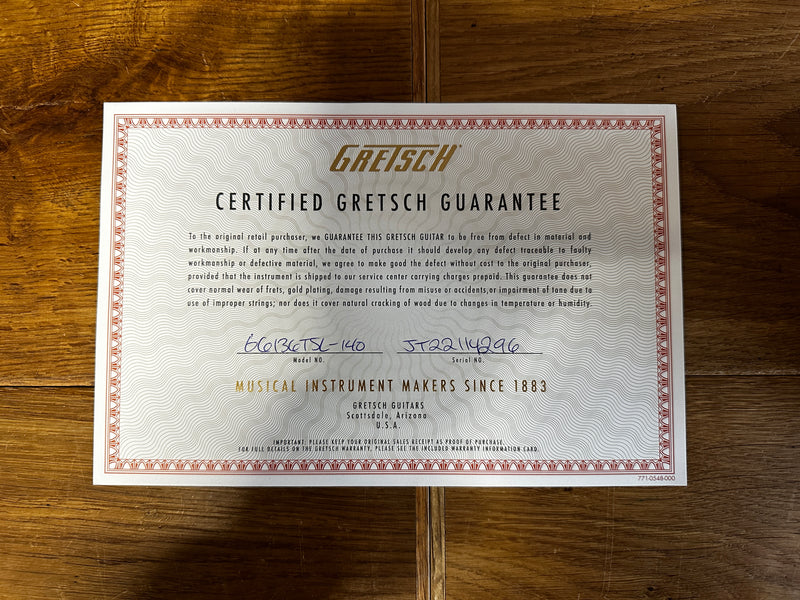 GRETSCH
CERTIFIED GRETSCH GUARANTEE
To the original retail purchaser, we GUARANTEE THIS GRETSCH GUITAR to be free from defect in material and
workmanship. If at any time after the date of purchase it should develop any defect traceable to faulty
workmanship or defective material, we agree to make good the defect without cost to the original purchaser,
provided that the instrument is shipped to our service center carrying charges prepaid. This guarantee does not
cover normal wear of frets, gold plating, damage resulting from misuse or accidents,or impairment of tone due to
use of improper strings; nor does it cover natural cracking of wood due to changes in temperature or humidity.
G6136TSL-140 JT22114296
Model NO. Serial NO.
MUSICAL INSTRUMENT MAKERS SINCE 1883
GRETSCH GUITARS
Scottsdale, Arizona
U.S.A.
IMPORTANT: PLEASE KEEP YOUR ORIGINAL SALES RECEIPT AS PROOF OF PURCHASE.
FOR FULL DETAILS ON THE GRETSCH WARRANTY, PLEASE SEE THE INCLUDED WARRANTY INFORMATION CARD.
771-0548-000